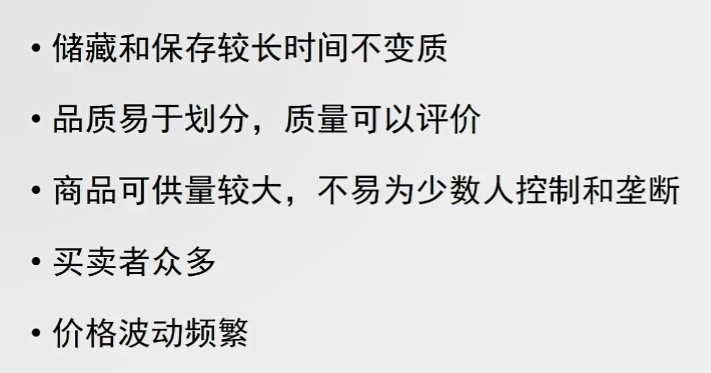 • 储藏和保存较长时间不变质
• 品质易于划分，质量可以评价
• 商品可供量较大，不易为少数人控制和垄断
• 买卖者众多
• 价格波动频繁